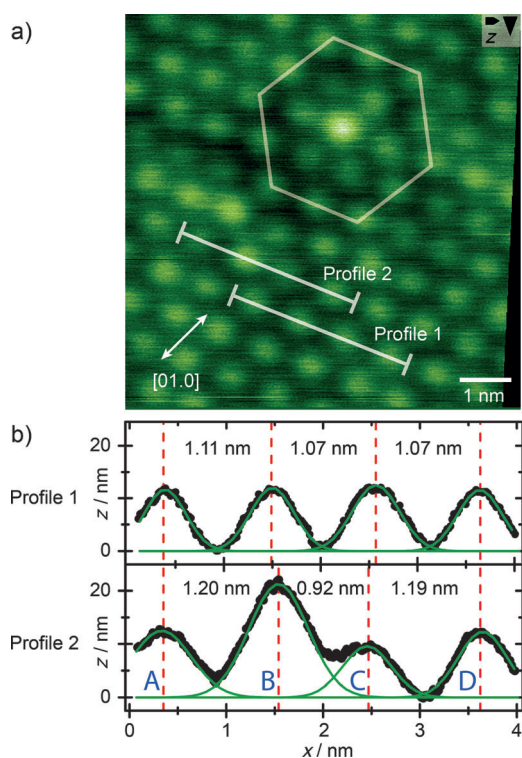 a)
z
Profile 2
Profile 1
[01.0]
1 nm
b)
Profile 1
z / nm
20
10
0
1.11 nm
1.07 nm
1.07 nm
Profile 2
z / nm
20
10
0
1.20 nm
0.92 nm
1.19 nm
A
B
C
D
0
1
2
3
4
x / nm